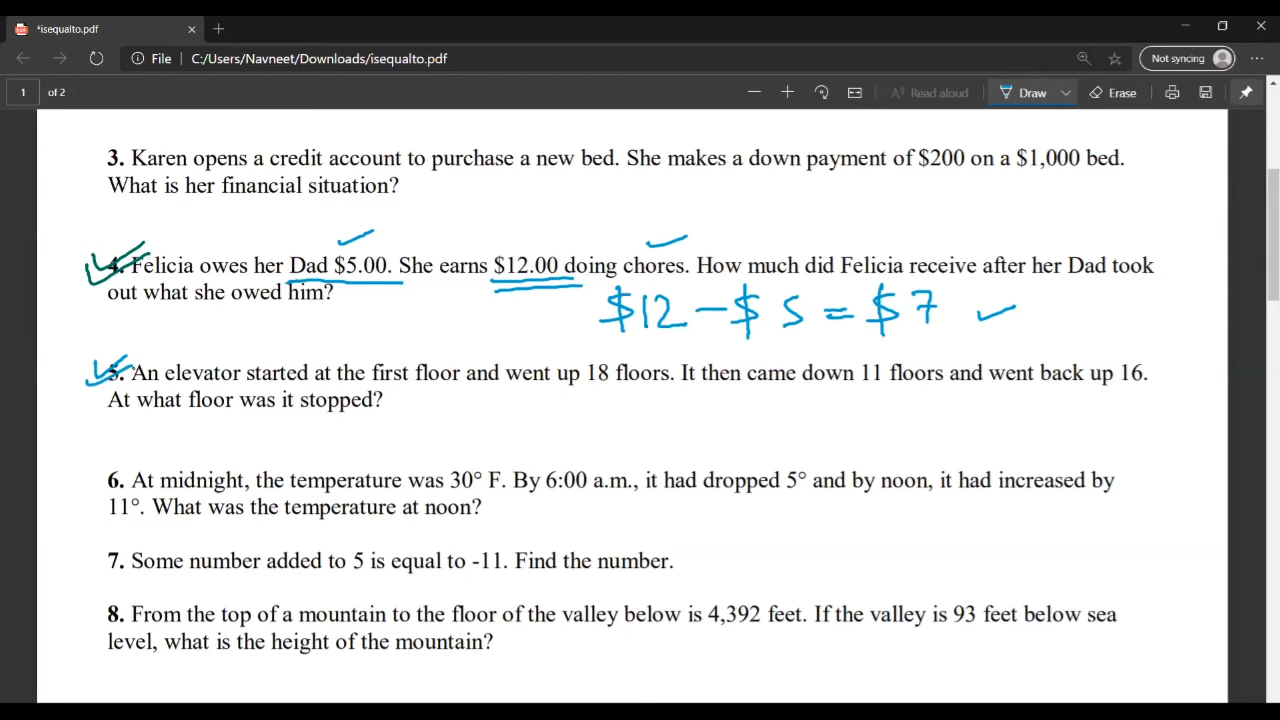 *isequalto.pdf
File C:/Users/Navneet/Downloads/isequalto.pdf Not syncing
1 of 2 Read aloud Draw Erase
3. Karen opens a credit account to purchase a new bed. She makes a down payment of $200 on a $1,000 bed.
What is her financial situation?
4. Felicia owes her Dad $5.00. She earns $12.00 doing chores. How much did Felicia receive after her Dad took
out what she owed him?
$12 - $5 = $7
5. An elevator started at the first floor and went up 18 floors. It then came down 11 floors and went back up 16.
At what floor was it stopped?
6. At midnight, the temperature was 30° F. By 6:00 a.m., it had dropped 5° and by noon, it had increased by
11°. What was the temperature at noon?
7. Some number added to 5 is equal to -11. Find the number.
8. From the top of a mountain to the floor of the valley below is 4,392 feet. If the valley is 93 feet below sea
level, what is the height of the mountain?